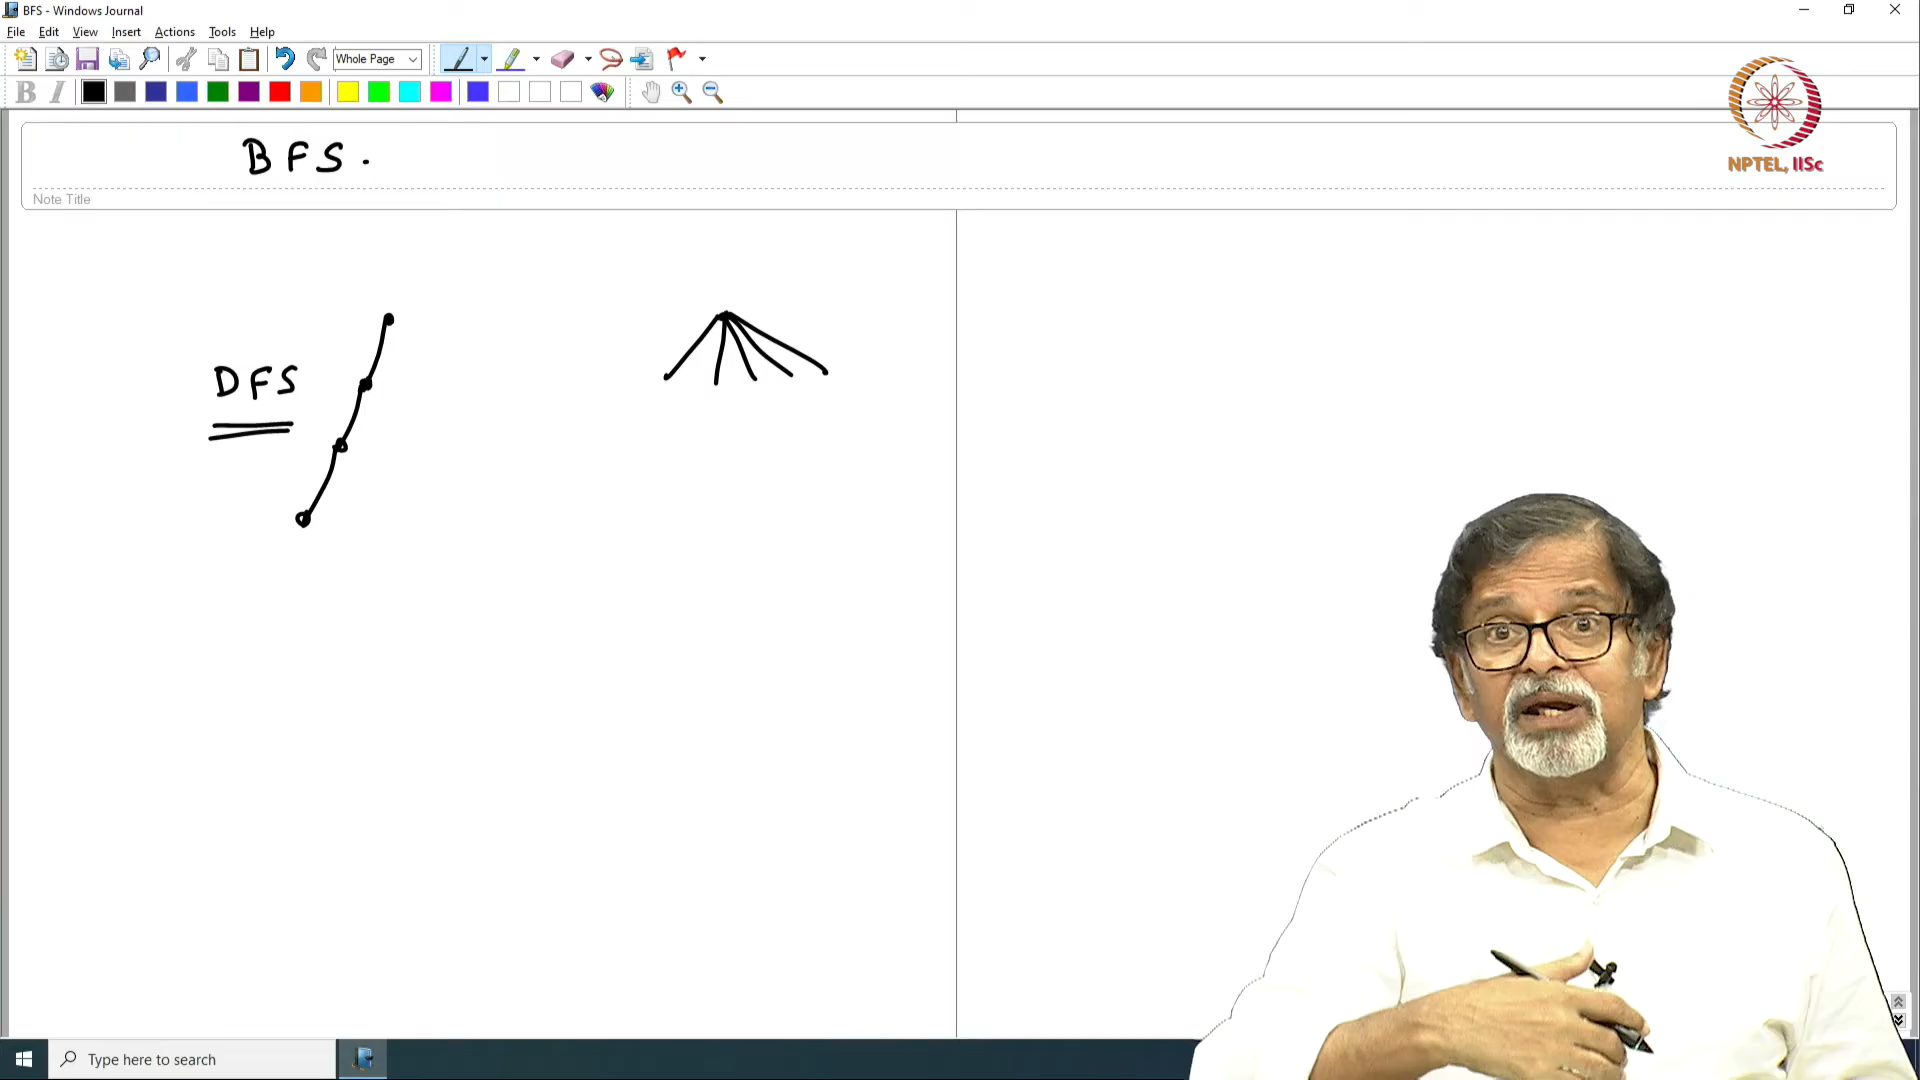 BFS - Windows Journal
File Edit View Insert Actions Tools Help
Whole Page
B I
BFS.
Note Title
NPTEL, IISc
DFS
Type here to search